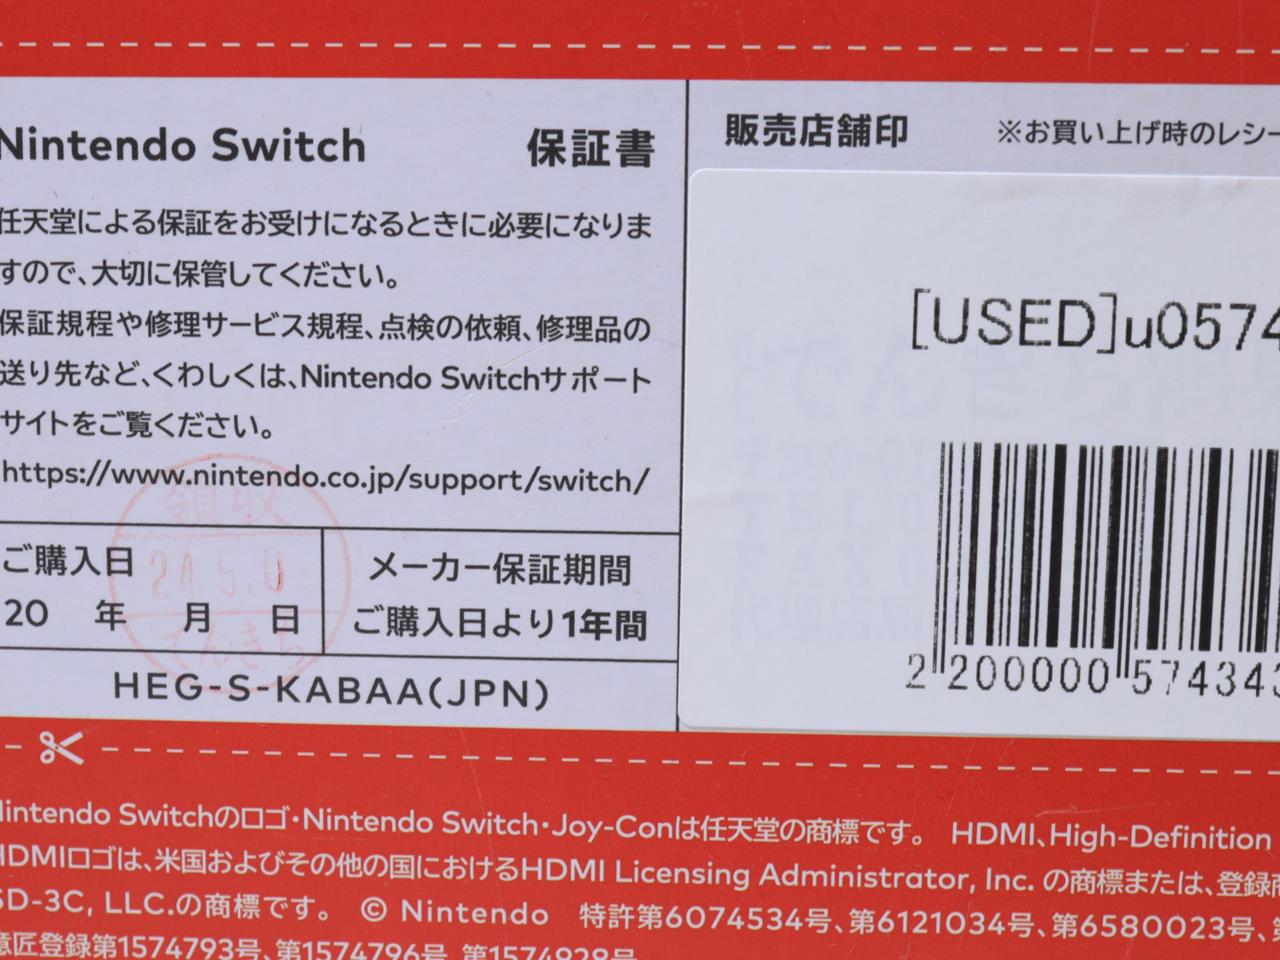 Nintendo Switch 保証書
任天堂による保証をお受けになるときに必要になりま
すので、大切に保管してください。
保証規程や修理サービス規程、点検の依頼、修理品の
送り先など、くわしくは、Nintendo Switchサポート
サイトをご覧ください。
https://www.nintendo.co.jp/support/switch/
領収
24.5.0
でんきち
ご購入日
20 年 月 日
メーカー保証期間
ご購入日より1年間
HEG-S-KABAA(JPN)
販売店舗印 ※お買い上げ時のレシー
[USED]u0574
2 200000 57434
Nintendo Switchのロゴ・Nintendo Switch・Joy-Conは任天堂の商標です。 HDMI、High-Definition
HDMIロゴは、米国およびその他の国におけるHDMI Licensing Administrator, Inc. の商標または、登録商
SD-3C, LLC.の商標です。 © Nintendo 特許第6074534号、第6121034号、第6580023号、
意匠登録第1574793号、第1574796号、第1574928号